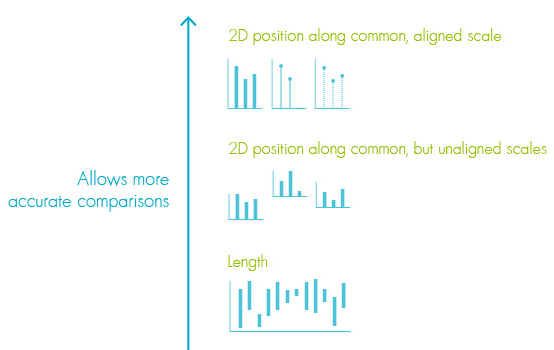 2D position along common, aligned scale
2D position along common, but unaligned scales
Allows more
accurate comparisons
Length